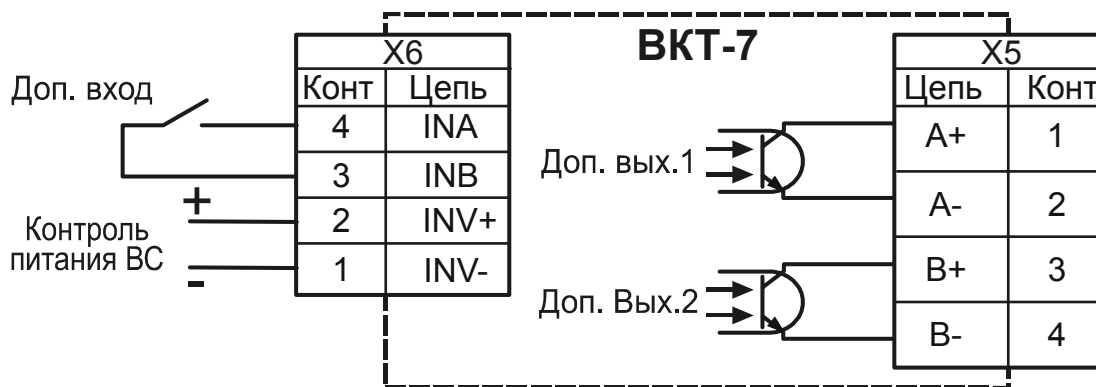 ВКТ-7
X6
Конт Цепь
4 INA
3 INB
2 INV+
1 INV-
Доп. вход
+
Контроль
питания ВС
-
Доп. вых.1
Доп. Вых.2
X5
Цепь Конт
A+ 1
A- 2
B+ 3
B- 4